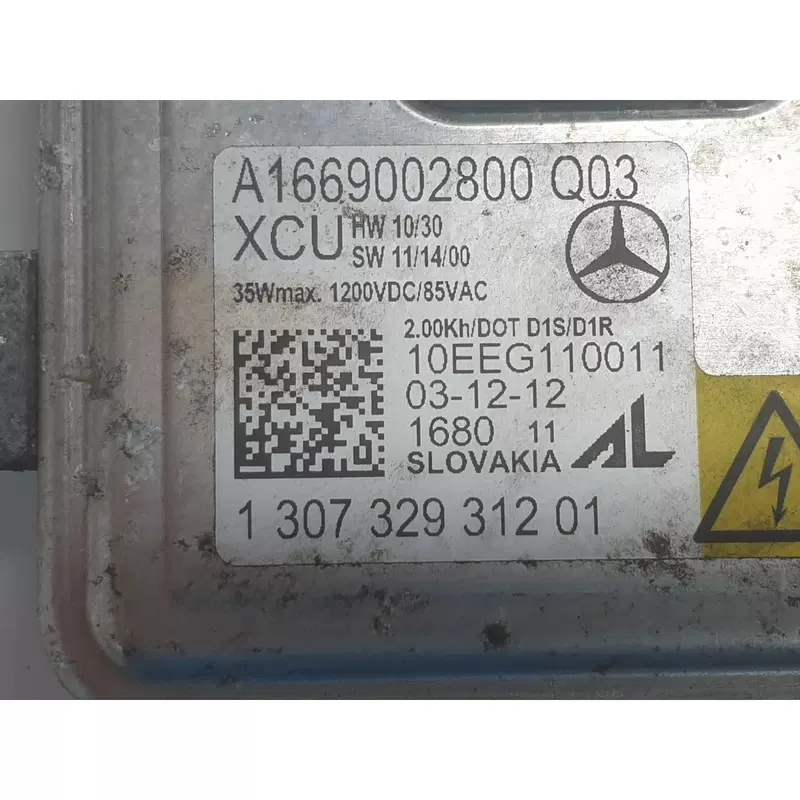 A1669002800 Q03
XCU HW 10/30
SW 11/14/00
35Wmax. 1200VDC/85VAC
2.00Kh/DOT D1S/D1R
10EEG110011
03-12-12
1680 11
SLOVAKIA AL
1 307 329 312 01